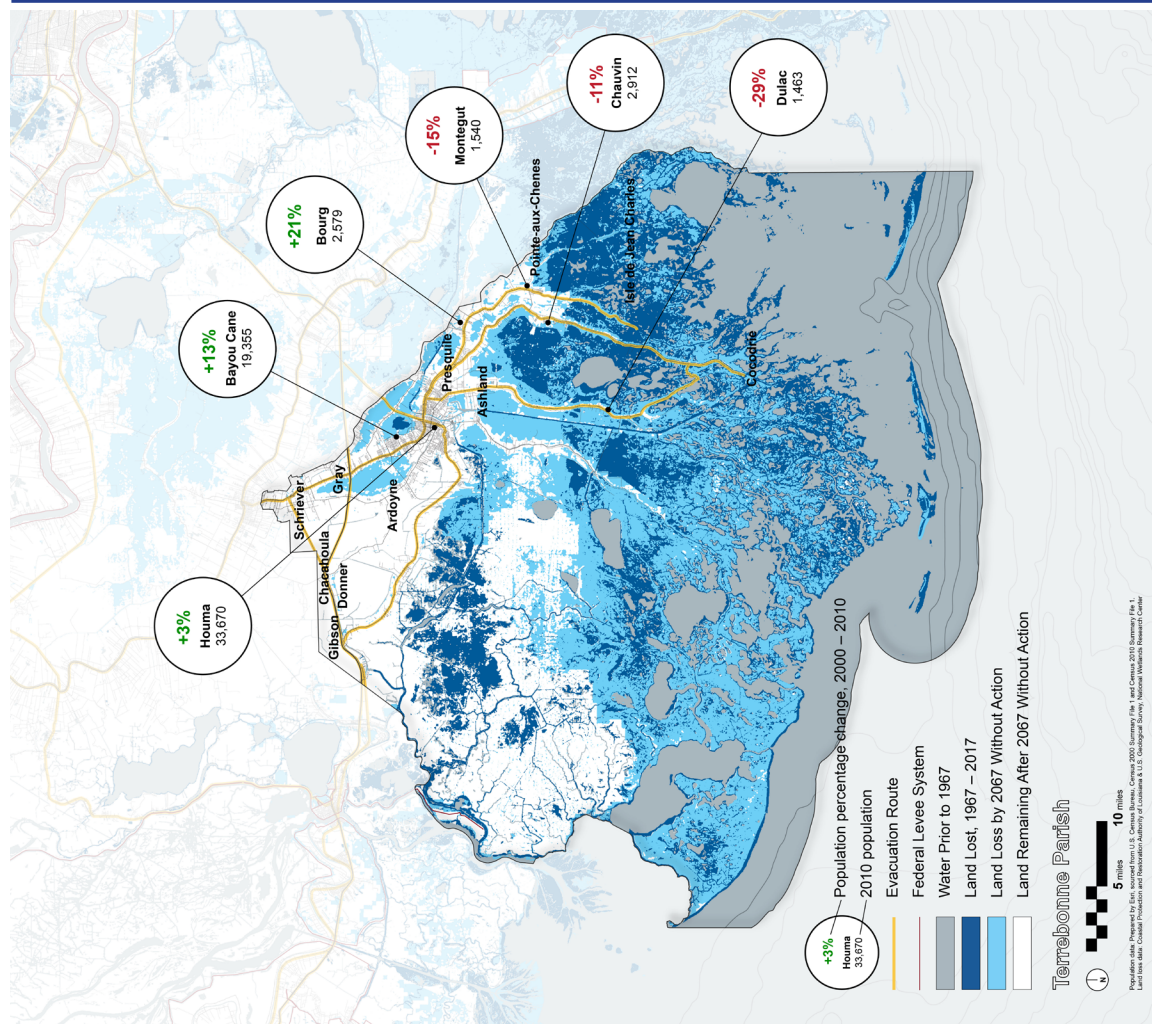 +3%
Houma
33,670
+13%
Bayou Cane
19,355
+21%
Bourg
2,579
-15%
Montegut
1,540
-11%
Chauvin
2,912
-29%
Dulac
1,463
Schriever
Gray
Chacahoula
Donner
Gibson
Ardoyne
Presquile
Ashland
Pointe-aux-Chenes
Isle de Jean Charles
Cocodrie
+3%
Houma
33,670
Population percentage change, 2000 – 2010
2010 population
Evacuation Route
Federal Levee System
Water Prior to 1967
Land Lost, 1967 – 2017
Land Loss by 2067 Without Action
Land Remaining After 2067 Without Action
Terrebonne Parish
N
5 miles
10 miles
Population data: Prepared by Esri, sourced from U.S. Census Bureau, Census 2000 Summary File 1 and Census 2010 Summary File 1.
Land loss data: Coastal Protection and Restoration Authority of Louisiana & U.S. Geological Survey, National Wetlands Research Center